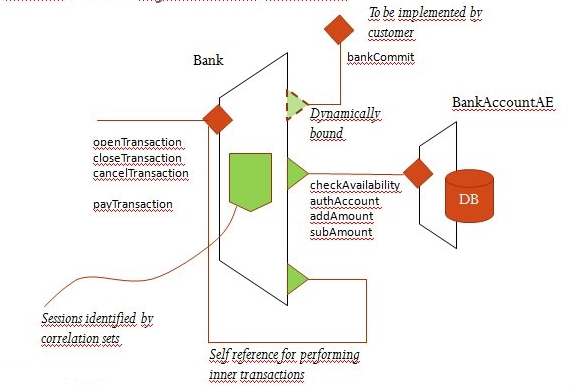 To be implemented by
customer
bankCommit
Bank
Dynamically
bound
BankAccountAE
openTransaction
closeTransaction
cancelTransaction
payTransaction
checkAvailability
authAccount
addAmount
subAmount
DB
Sessions identified by
correlation sets
Self reference for performing
inner transactions